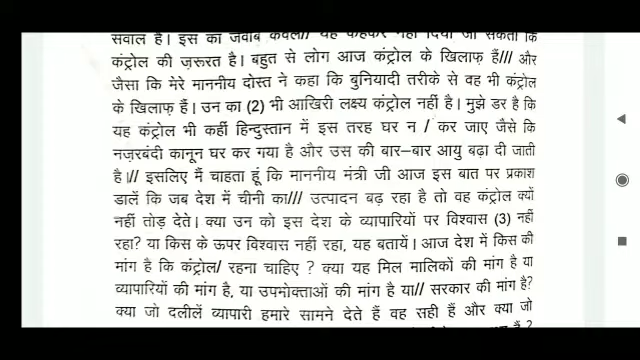 सवाल है। इस का जवाब केवल// यह कहकर नहीं दिया जा सकता कि
कंट्रोल की ज़रूरत है। बहुत से लोग आज कंट्रोल के खिलाफ़ हैं/// और
जैसा कि मेरे माननीय दोस्त ने कहा कि बुनियादी तरीके से वह भी कंट्रोल
के खिलाफ़ हैं। उन का (2) भी आखिरी लक्ष्य कंट्रोल नहीं है। मुझे डर है कि
यह कंट्रोल भी कहीं हिन्दुस्तान में इस तरह घर न / कर जाए जैसे कि
नज़रबंदी कानून घर कर गया है और उस की बार–बार आयु बढ़ा दी जाती
है।// इसलिए मैं चाहता हूं कि माननीय मंत्री जी आज इस बात पर प्रकाश
डालें कि जब देश में चीनी का/// उत्पादन बढ़ रहा है तो वह कंट्रोल क्यों
नहीं तोड़ देते। क्या उन को इस देश के व्यापारियों पर विश्वास (3) नहीं
रहा? या किस के ऊपर विश्वास नहीं रहा, यह बतायें। आज देश में किस की
मांग है कि कंट्रोल/ रहना चाहिए ? क्या यह मिल मालिकों की मांग है या
व्यापारियों की मांग है, या उपभोक्ताओं की मांग है या// सरकार की मांग है?
क्या जो दलीलें व्यापारी हमारे सामने देते हैं वह सही हैं और क्या जो